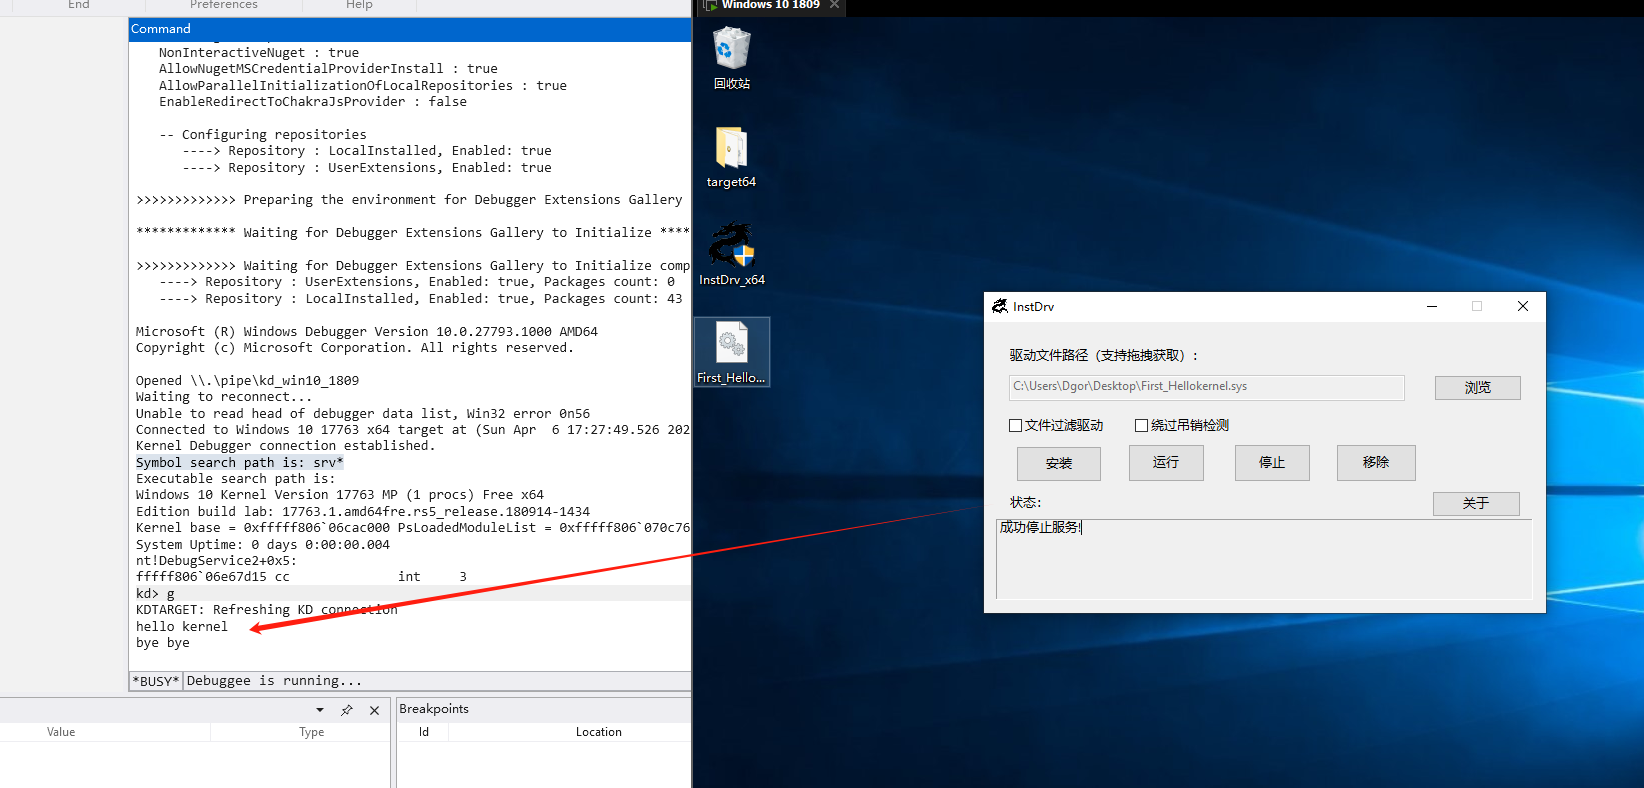 End
Preferences
Help
Command
NonInteractiveNuget : true
AllowNugetMSCredentialProviderInstall : true
AllowParallelInitializationOfLocalRepositories : true
EnableRedirectToChakraJsProvider : false
-- Configuring repositories
----> Repository : LocalInstalled, Enabled: true
----> Repository : UserExtensions, Enabled: true
>>>>>>>>>>>>> Preparing the environment for Debugger Extensions Gallery
************* Waiting for Debugger Extensions Gallery to Initialize ****
>>>>>>>>>>>>> Waiting for Debugger Extensions Gallery to Initialize comp
----> Repository : UserExtensions, Enabled: true, Packages count: 0
----> Repository : LocalInstalled, Enabled: true, Packages count: 43
Microsoft (R) Windows Debugger Version 10.0.27793.1000 AMD64
Copyright (c) Microsoft Corporation. All rights reserved.
Opened \\.\pipe\kd_win10_1809
Waiting to reconnect...
Unable to read head of debugger data list, Win32 error 0n56
Connected to Windows 10 17763 x64 target at (Sun Apr  6 17:27:49.526 202
Kernel Debugger connection established.
Symbol search path is: srv*
Executable search path is:
Windows 10 Kernel Version 17763 MP (1 procs) Free x64
Edition build lab: 17763.1.amd64fre.rs5_release.180914-1434
Kernel base = 0xfffff806`06cac000 PsLoadedModuleList = 0xfffff806`070c76
System Uptime: 0 days 0:00:00.004
nt!DebugService2+0x5:
fffff806`06e67d15 cc              int     3
kd> g
KDTARGET: Refreshing KD connection
hello kernel
bye bye
*BUSY* Debuggee is running...
Value
Type
Breakpoints
Id
Location
Windows 10 1809
回收站
target64
InstDrv_x64
First_Hello...
InstDrv
驱动文件路径（支持拖拽获取）：
C:\Users\Dgor\Desktop\First_Hellokernel.sys
浏览
文件过滤驱动
绕过吊销检测
安装
运行
停止
移除
状态:
关于
成功停止服务!